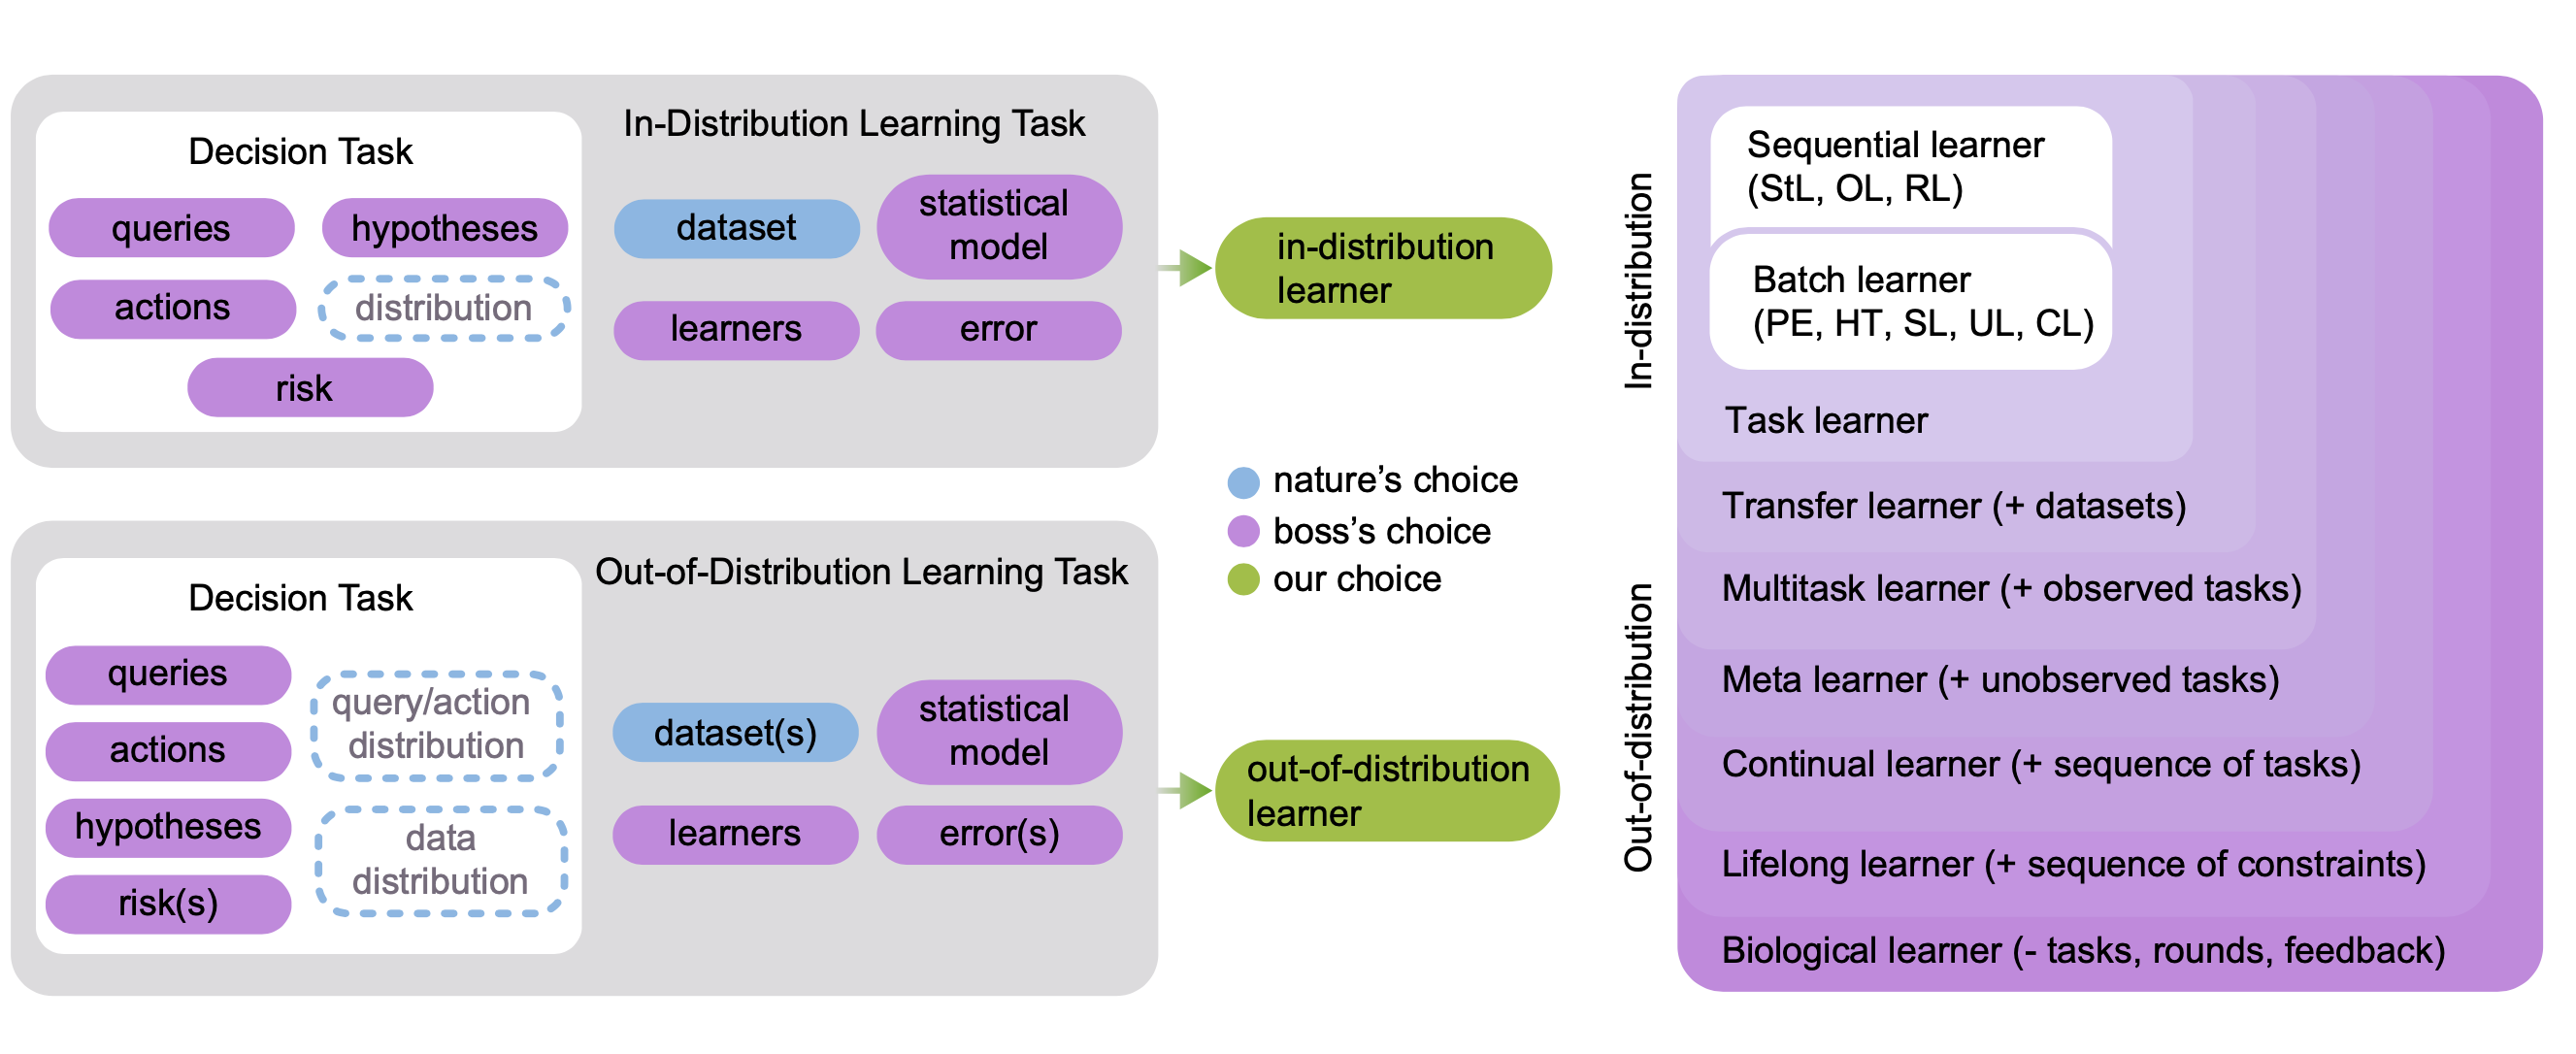 In-Distribution Learning Task
Decision Task
queries
hypotheses
actions
distribution
risk
dataset
statistical
model
learners
error
in-distribution
learner
Out-of-Distribution Learning Task
Decision Task
queries
actions
hypotheses
risk(s)
query/action
distribution
data
distribution
dataset(s)
statistical
model
learners
error(s)
out-of-distribution
learner
nature’s choice
boss’s choice
our choice
In-distribution
Out-of-distribution
Sequential learner
(StL, OL, RL)
Batch learner
(PE, HT, SL, UL, CL)
Task learner
Transfer learner (+ datasets)
Multitask learner (+ observed tasks)
Meta learner (+ unobserved tasks)
Continual learner (+ sequence of tasks)
Lifelong learner (+ sequence of constraints)
Biological learner (- tasks, rounds, feedback)